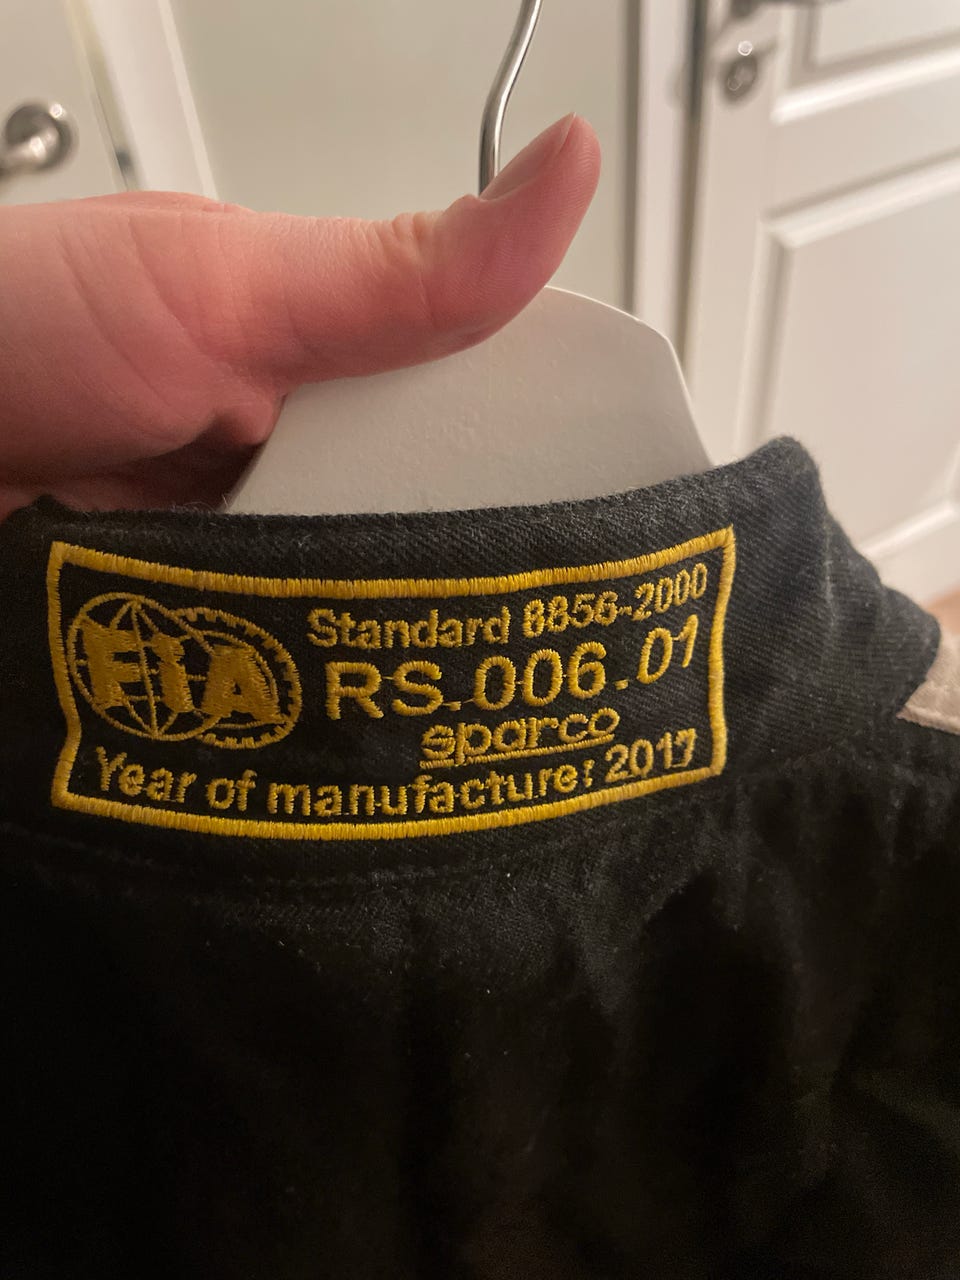 FIA
Standard 8856-2000
RS.006.01
sparco
Year of manufacture: 2017